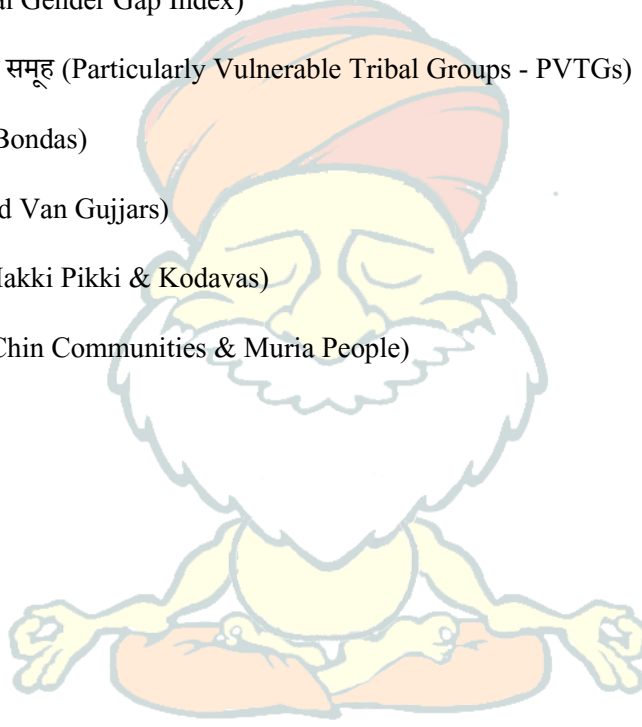 Gender Gap Index)
समूह (Particularly Vulnerable Tribal Groups - PVTGs)
Bondas)
Van Gujjars)
Hakki Pikki & Kodavas)
Chin Communities & Muria People)